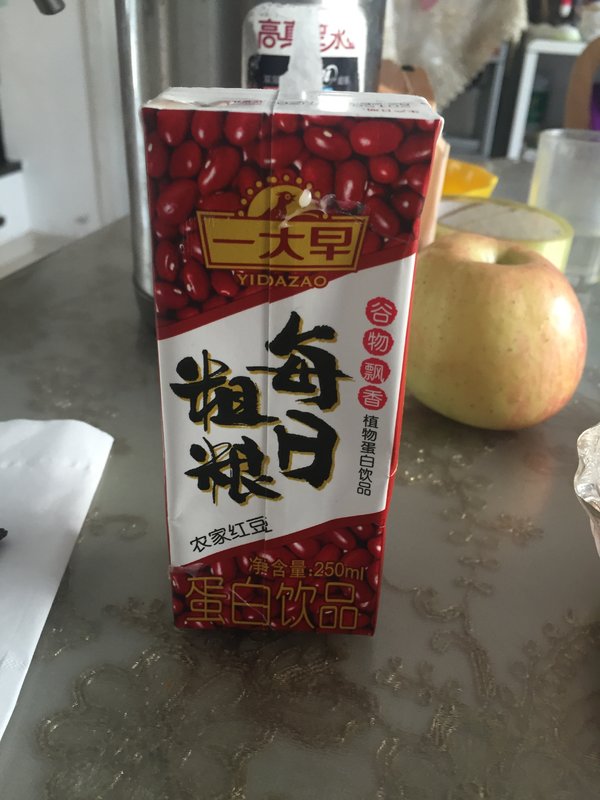 一大早
YIDAZAO
谷物飘香
植物蛋白饮品
每日
粗粮
农家红豆
净含量:250ml
蛋白饮品